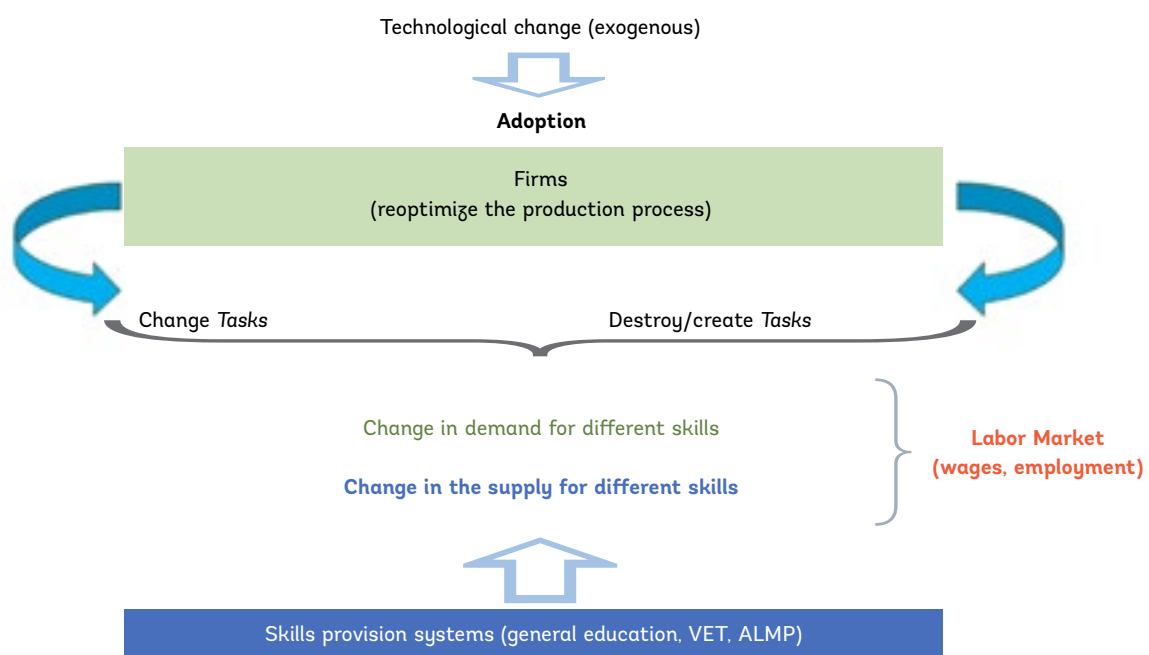 Technological change (exogenous)
Adoption
Firms
(reoptimize the production process)
Change Tasks
Destroy/create Tasks
Change in demand for different skills
Change in the supply for different skills
Labor Market
(wages, employment)
Skills provision systems (general education, VET, ALMP)